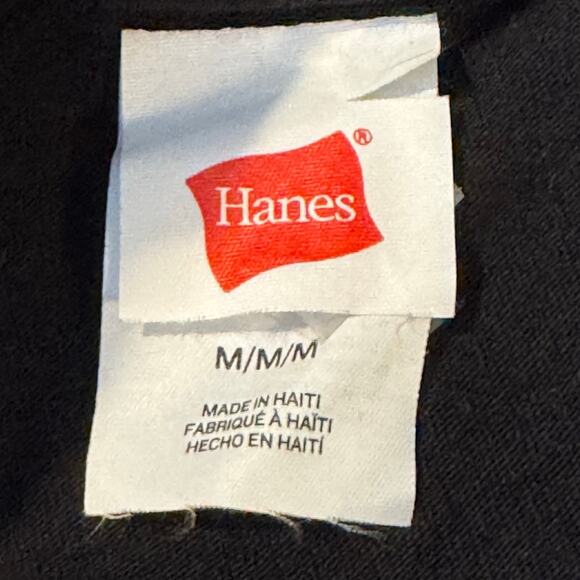 Hanes®
M/M/M
MADE IN HAITI
FABRIQUÉ À HAÏTI
HECHO EN HAITÍ